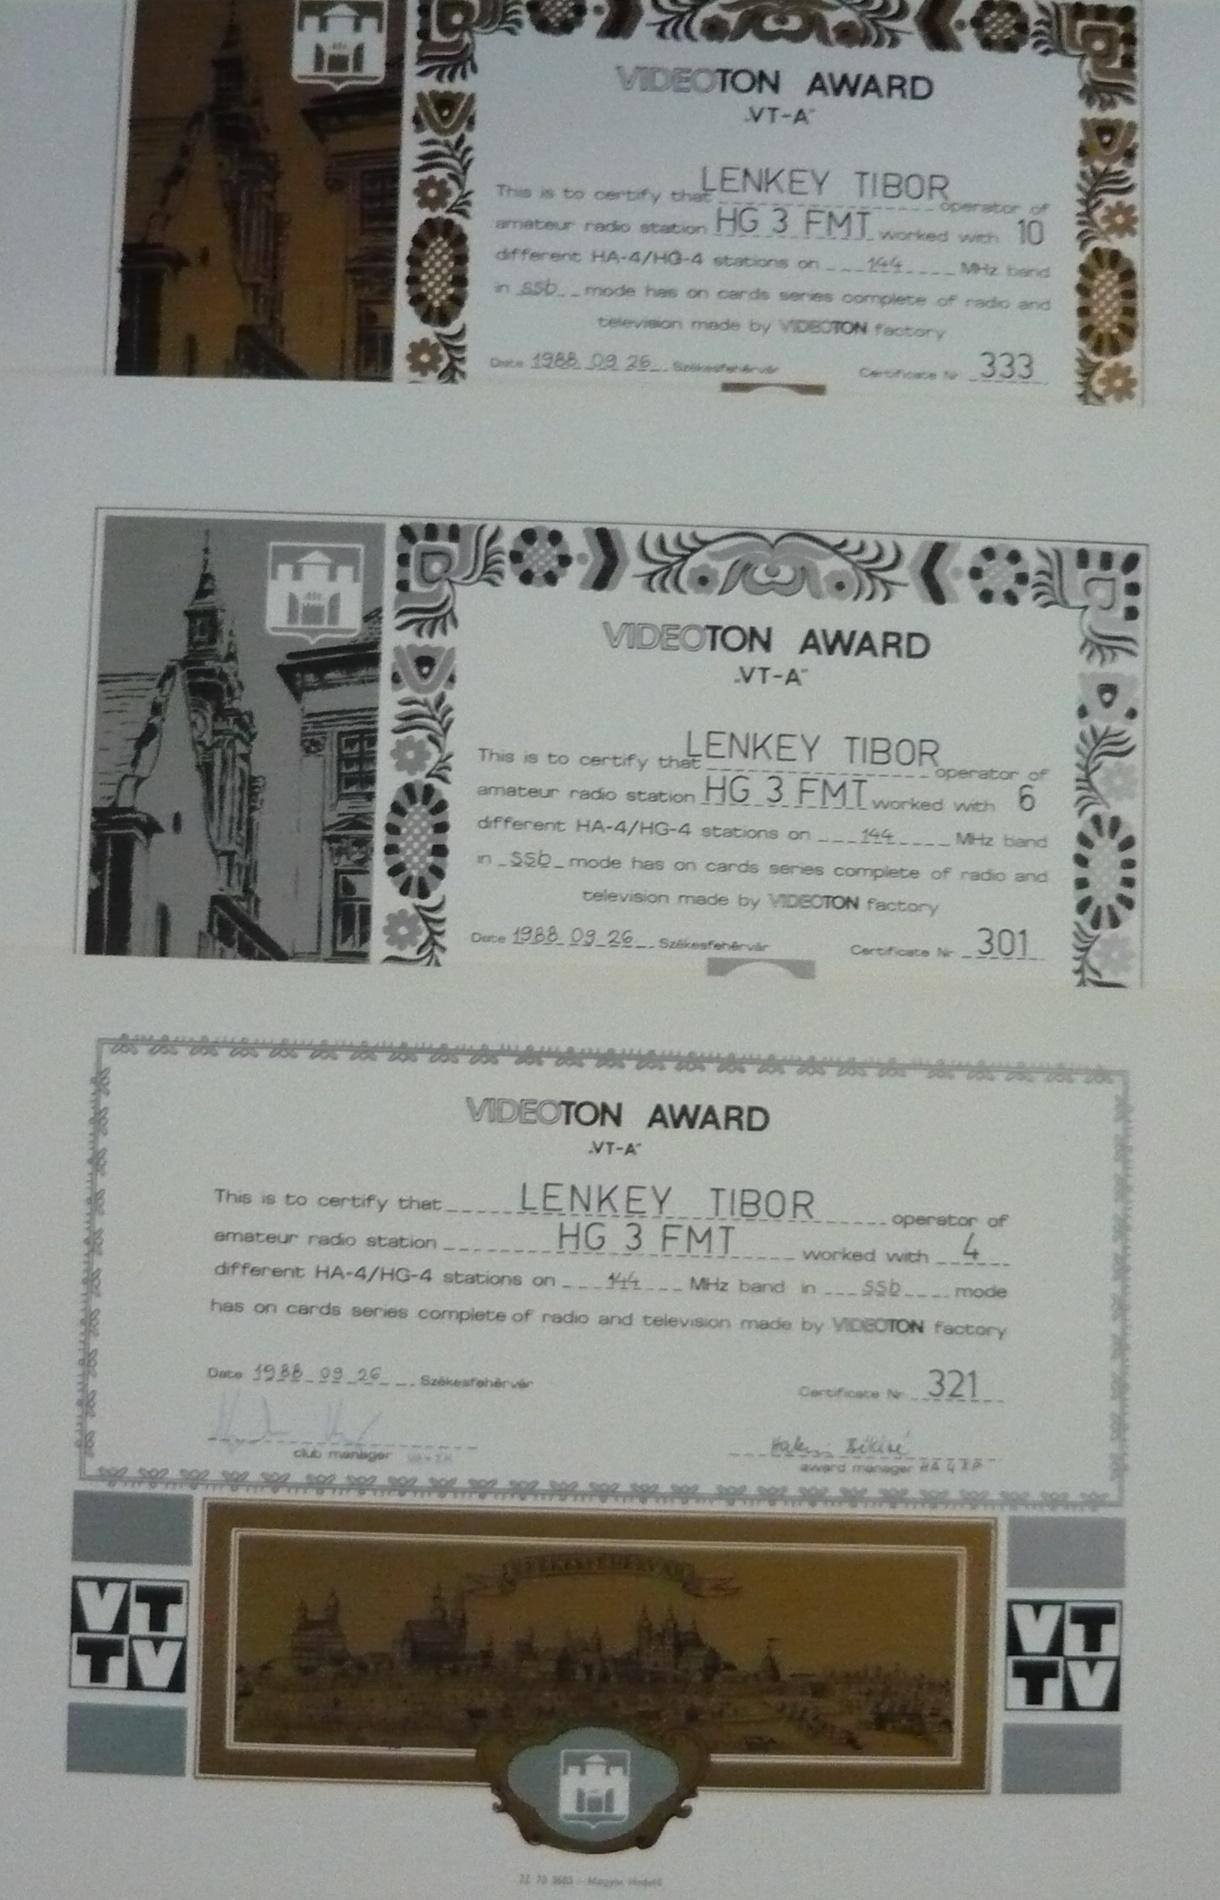 VIDEOTON AWARD
„VT-A"
This is to certify that LENKEY TIBOR operator of
amateur radio station HG 3 FMT worked with 10
different HA-4/HG-4 stations on 144 MHz band
in SSb mode has on cards series complete of radio and
television made by VIDEOTON factory
Date 1988 09 26 Székesfehérvár Certificate Nr 333
VIDEOTON AWARD
„VT-A"
This is to certify that LENKEY TIBOR operator of
amateur radio station HG 3 FMT worked with 6
different HA-4/HG-4 stations on 144 MHz band
in SSb mode has on cards series complete of radio and
television made by VIDEOTON factory
Date 1988 09 26 Székesfehérvár Certificate Nr 301
VIDEOTON AWARD
„VT-A"
This is to certify that LENKEY TIBOR operator of
amateur radio station HG 3 FMT worked with 4
different HA-4/HG-4 stations on 144 MHz band in SSb mode
has on cards series complete of radio and television made by VIDEOTON factory
Date 1988 09 26 Székesfehérvár Certificate Nr 321
club manager
award manager
SZÉKESFEHÉRVÁR
VT
TV
VT
TV